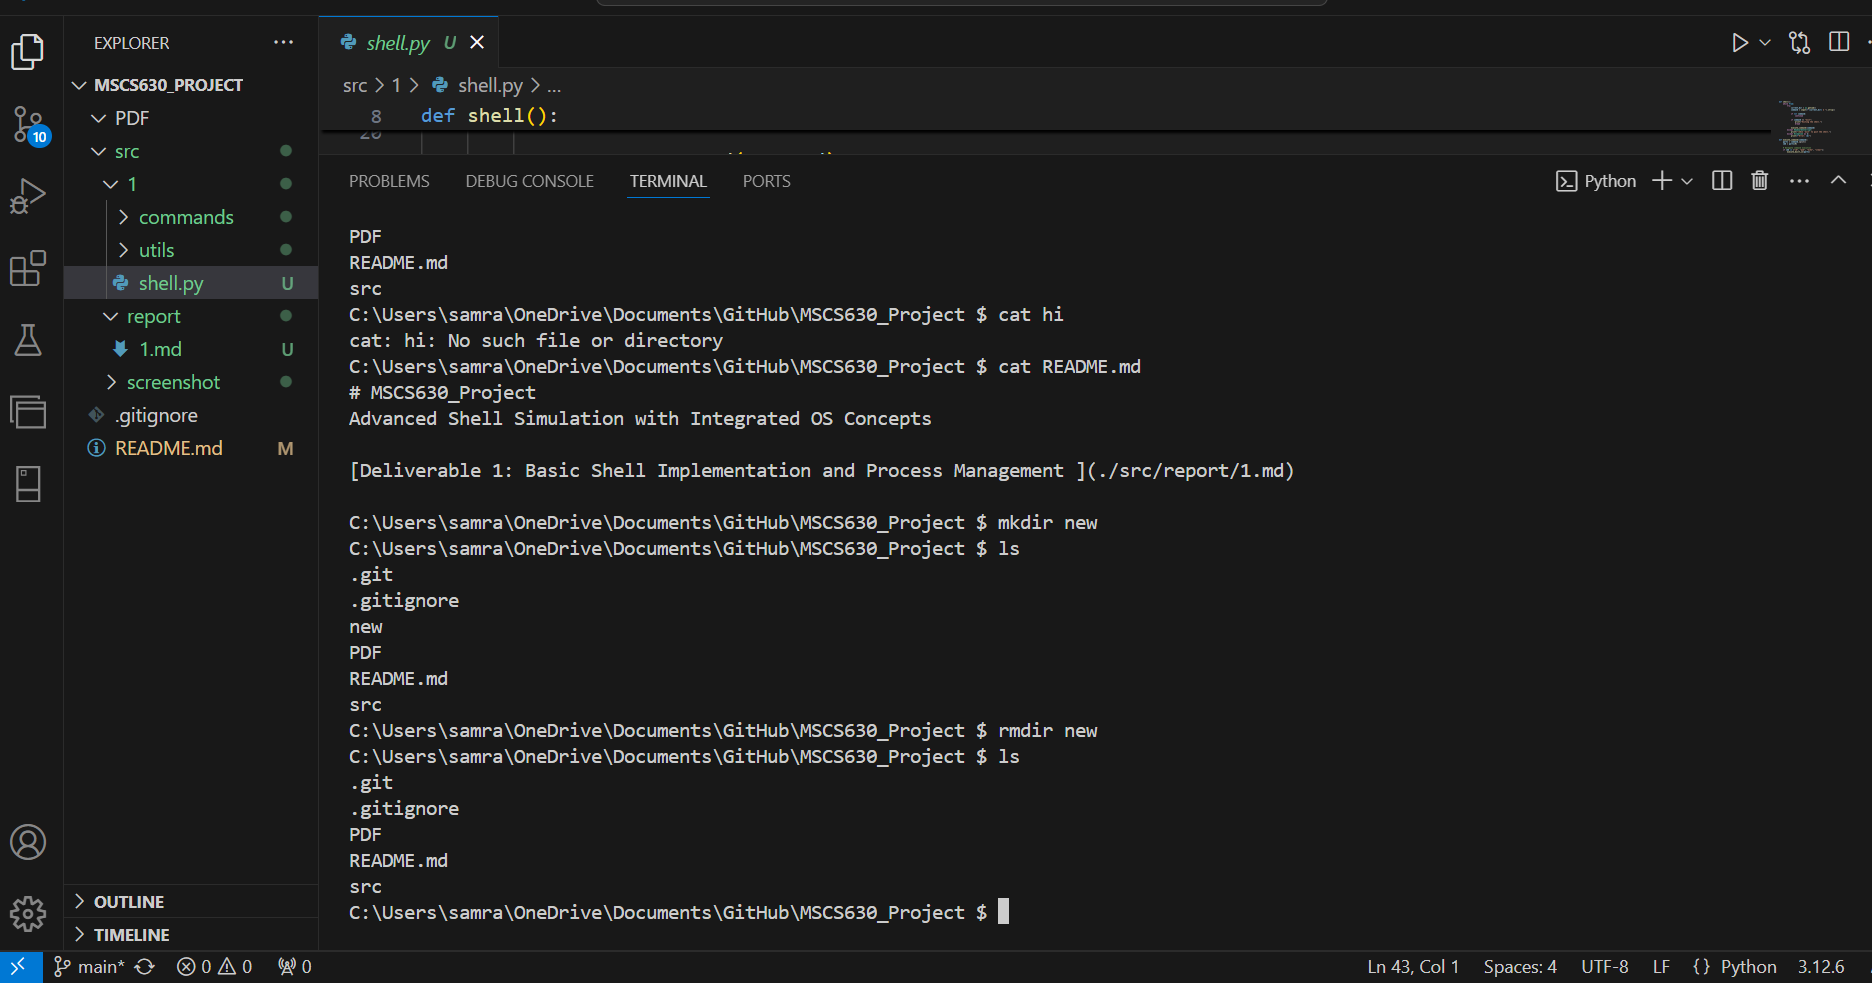 EXPLORER
MSCS630_PROJECT
PDF
src
1
commands
utils
shell.py U
report
1.md U
screenshot
.gitignore
README.md M
OUTLINE
TIMELINE
10
shell.py U
src > 1 > shell.py > ...
8 def shell():
20
PROBLEMS DEBUG CONSOLE TERMINAL PORTS
Python
PDF
README.md
src
C:\Users\samra\OneDrive\Documents\GitHub\MSCS630_Project $ cat hi
cat: hi: No such file or directory
C:\Users\samra\OneDrive\Documents\GitHub\MSCS630_Project $ cat README.md
# MSCS630_Project
Advanced Shell Simulation with Integrated OS Concepts
[Deliverable 1: Basic Shell Implementation and Process Management ](./src/report/1.md)
C:\Users\samra\OneDrive\Documents\GitHub\MSCS630_Project $ mkdir new
C:\Users\samra\OneDrive\Documents\GitHub\MSCS630_Project $ ls
.git
.gitignore
new
PDF
README.md
src
C:\Users\samra\OneDrive\Documents\GitHub\MSCS630_Project $ rmdir new
C:\Users\samra\OneDrive\Documents\GitHub\MSCS630_Project $ ls
.git
.gitignore
PDF
README.md
src
C:\Users\samra\OneDrive\Documents\GitHub\MSCS630_Project $
main* 0 0 0 Ln 43, Col 1 Spaces: 4 UTF-8 LF {} Python 3.12.6